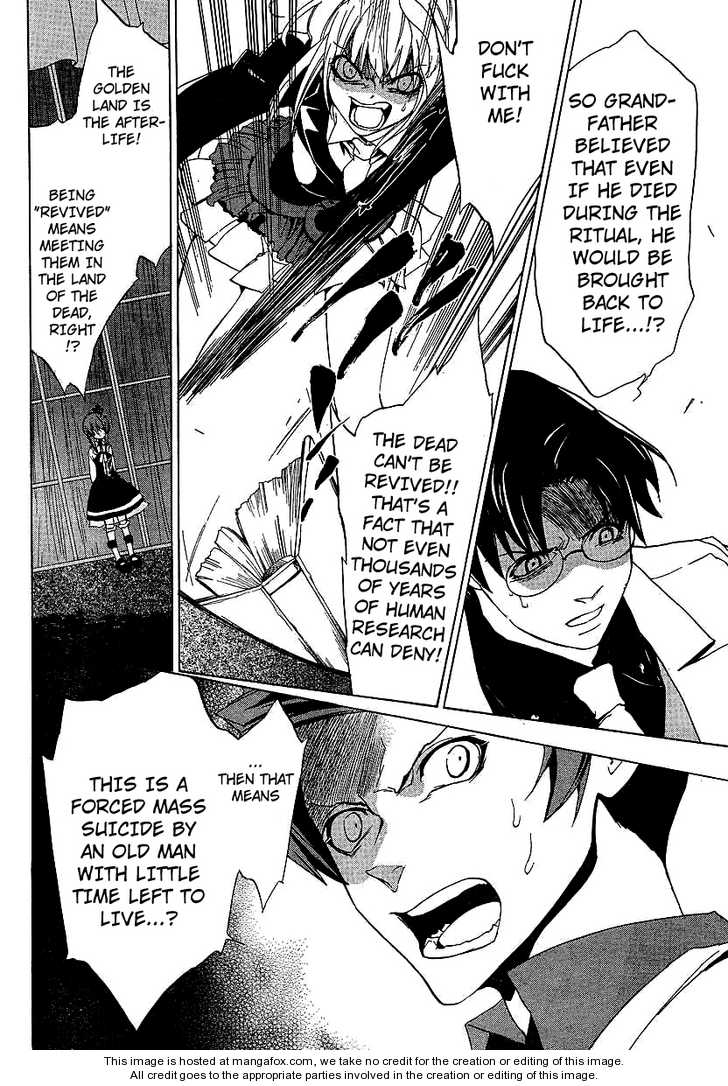 SO GRAND-
FATHER
BELIEVED
THAT EVEN
IF HE DIED
DURING THE
RITUAL, HE
WOULD BE
BROUGHT
BACK TO
LIFE...!?
DON'T
FUCK
WITH
ME!
THE DEAD
CAN'T BE
REVIVED!!
THAT'S A
FACT THAT
NOT EVEN
THOUSANDS
OF YEARS
OF HUMAN
RESEARCH
CAN DENY!
THE
GOLDEN
LAND IS
THE AFTER-
LIFE!
BEING
"REVIVED"
MEANS
MEETING
THEM IN
THE LAND
OF THE
DEAD,
RIGHT
!?
...
THEN THAT
MEANS
THIS IS A
FORCED MASS
SUICIDE BY
AN OLD MAN
WITH LITTLE
TIME LEFT TO
LIVE...?
This image is hosted at mangafox.com, we take no credit for the creation or editing of this image.
All credit goes to the appropriate parties involved in the creation or editing of this image.